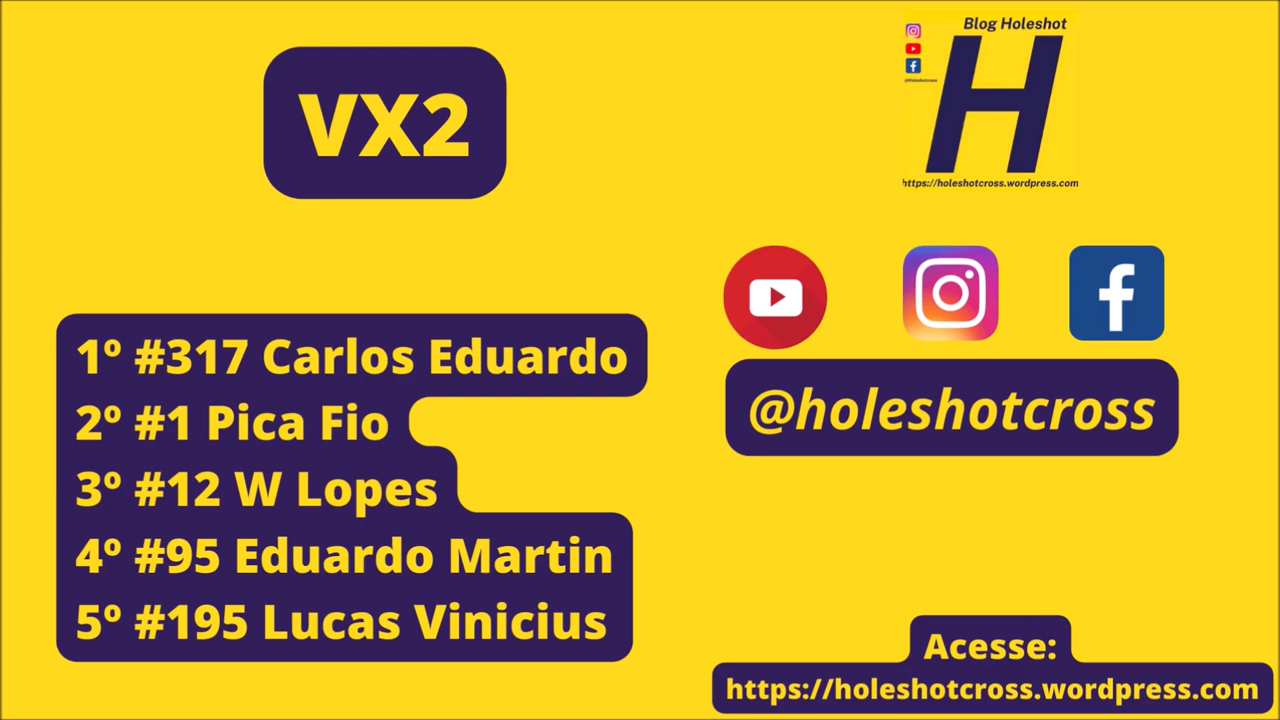 VX2
1º #317 Carlos Eduardo
2º #1 Pica Fio
3º #12 W Lopes
4º #95 Eduardo Martin
5º #195 Lucas Vinicius
Blog Holeshot
@holeshotcross
H
https://holeshotcross.wordpress.com
@holeshotcross
Acesse:
https://holeshotcross.wordpress.com